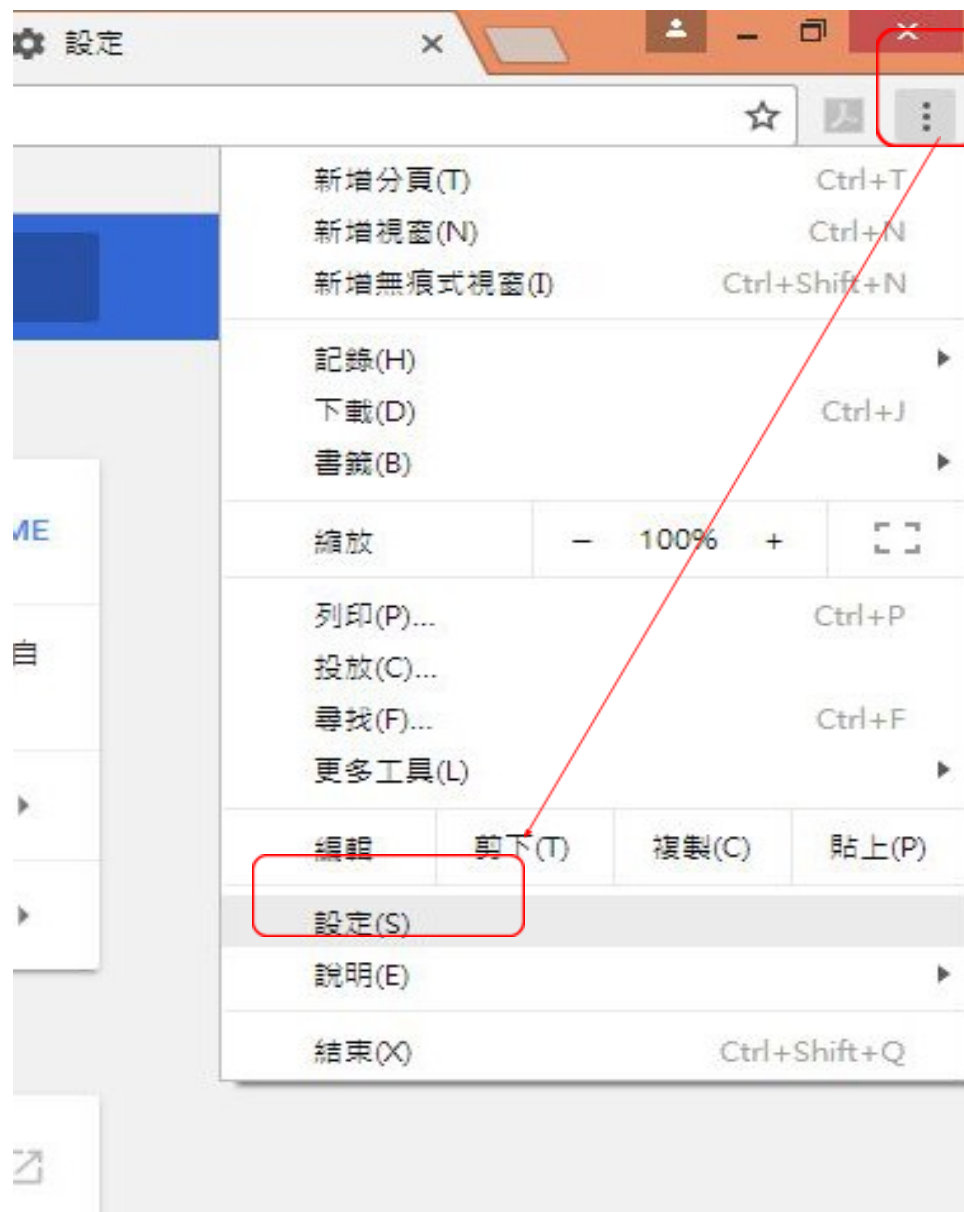 設定
新增分頁(T) Ctrl+T
新增視窗(N) Ctrl+N
新增無痕式視窗(I) Ctrl+Shift+N
記錄(H)
下載(D) Ctrl+J
書籤(B)
ME
縮放 − 100% +
列印(P)... Ctrl+P
自
投放(C)...
尋找(F)... Ctrl+F
更多工具(L)
編輯 剪下(T) 複製(C) 貼上(P)
設定(S)
說明(E)
結束(X) Ctrl+Shift+Q